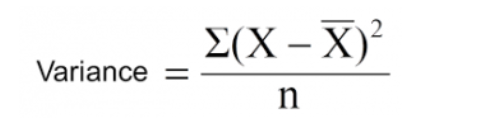 Variance = Σ(X – X̅)²
n